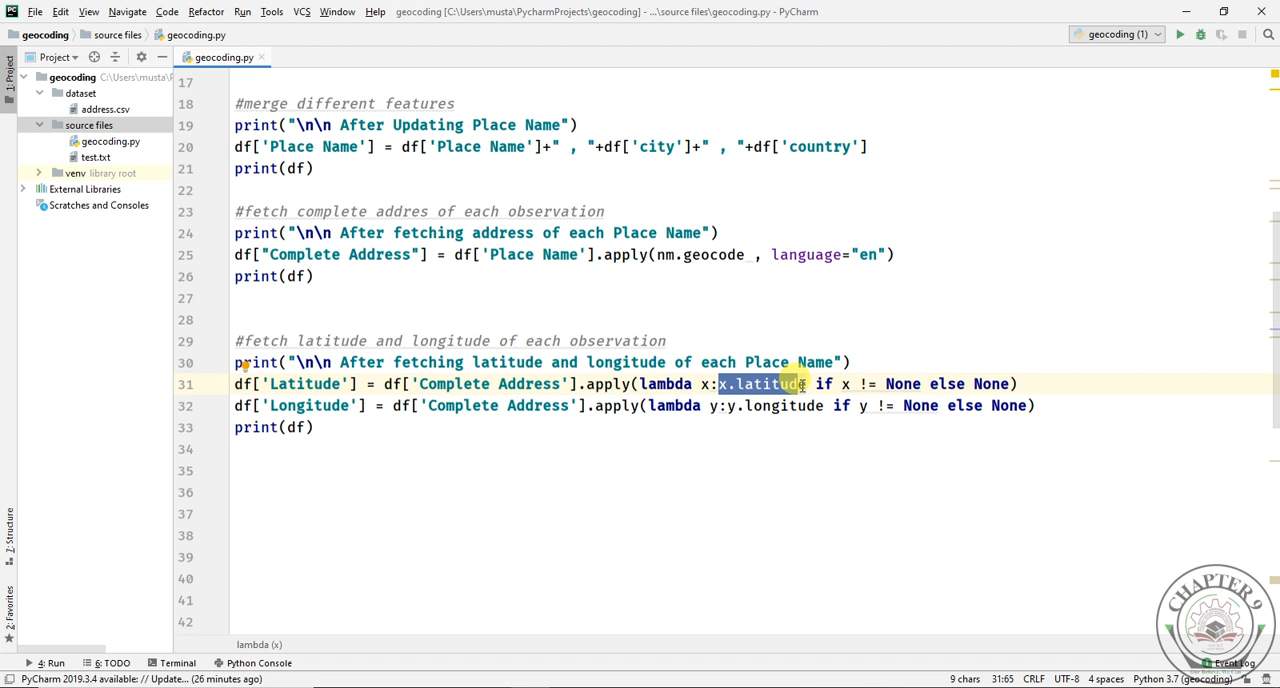 File Edit View Navigate Code Refactor Run Tools VCS Window Help geocoding [C:\Users\musta\PycharmProjects\geocoding] - ...\source files\geocoding.py - PyCharm
geocoding source files geocoding.py geocoding (1)
Project geocoding.py
1: Project
geocoding C:\Users\musta\P
dataset
address.csv
source files
geocoding.py
test.txt
venv library root
External Libraries
Scratches and Consoles
17
18 #merge different features
19 print("\n\n After Updating Place Name")
20 df['Place Name'] = df['Place Name']+" , "+df['city']+" , "+df['country']
21 print(df)
22
23 #fetch complete addres of each observation
24 print("\n\n After fetching address of each Place Name")
25 df["Complete Address"] = df['Place Name'].apply(nm.geocode , language="en")
26 print(df)
27
28
29 #fetch latitude and longitude of each observation
30 print("\n\n After fetching latitude and longitude of each Place Name")
31 df['Latitude'] = df['Complete Address'].apply(lambda x:x.latitude if x != None else None)
32 df['Longitude'] = df['Complete Address'].apply(lambda y:y.longitude if y != None else None)
33 print(df)
34
35
36
37
38
39
40
41
42
7: Structure
2: Favorites
lambda (x)
CHAPTER 9
4: Run 6: TODO Terminal Python Console Event Log
PyCharm 2019.3.4 available: // Update... (26 minutes ago) 9 chars 31:65 CRLF UTF-8 4 spaces Python 3.7 (geocoding)